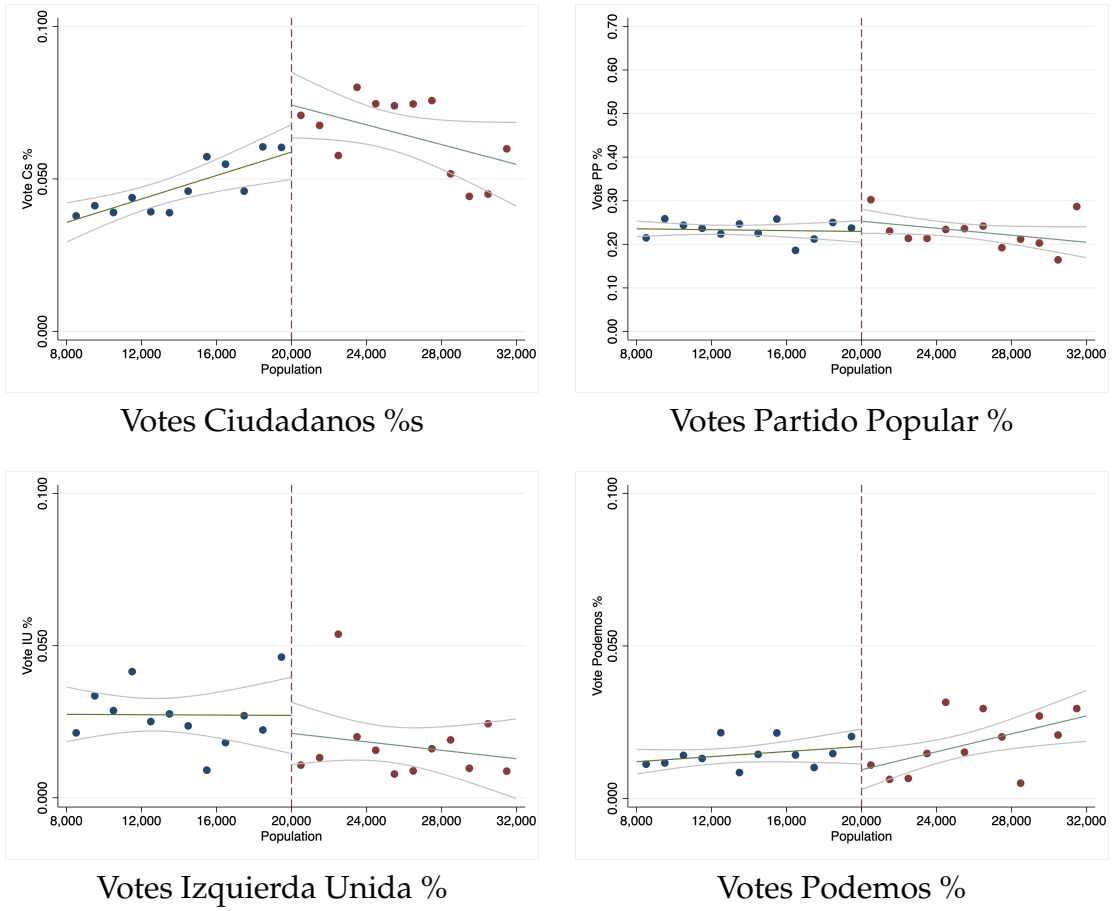 0.100
0.050
0.000
Vote Cs %
8,000 12,000 16,000 20,000 24,000 28,000 32,000
Population
Votes Ciudadanos %s
0.70
0.60
0.50
0.40
0.30
0.20
0.10
0.00
Vote PP %
8,000 12,000 16,000 20,000 24,000 28,000 32,000
Population
Votes Partido Popular %
0.100
0.050
0.000
Vote IU %
8,000 12,000 16,000 20,000 24,000 28,000 32,000
Population
Votes Izquierda Unida %
0.100
0.050
0.000
Vote Podemos %
8,000 12,000 16,000 20,000 24,000 28,000 32,000
Population
Votes Podemos %